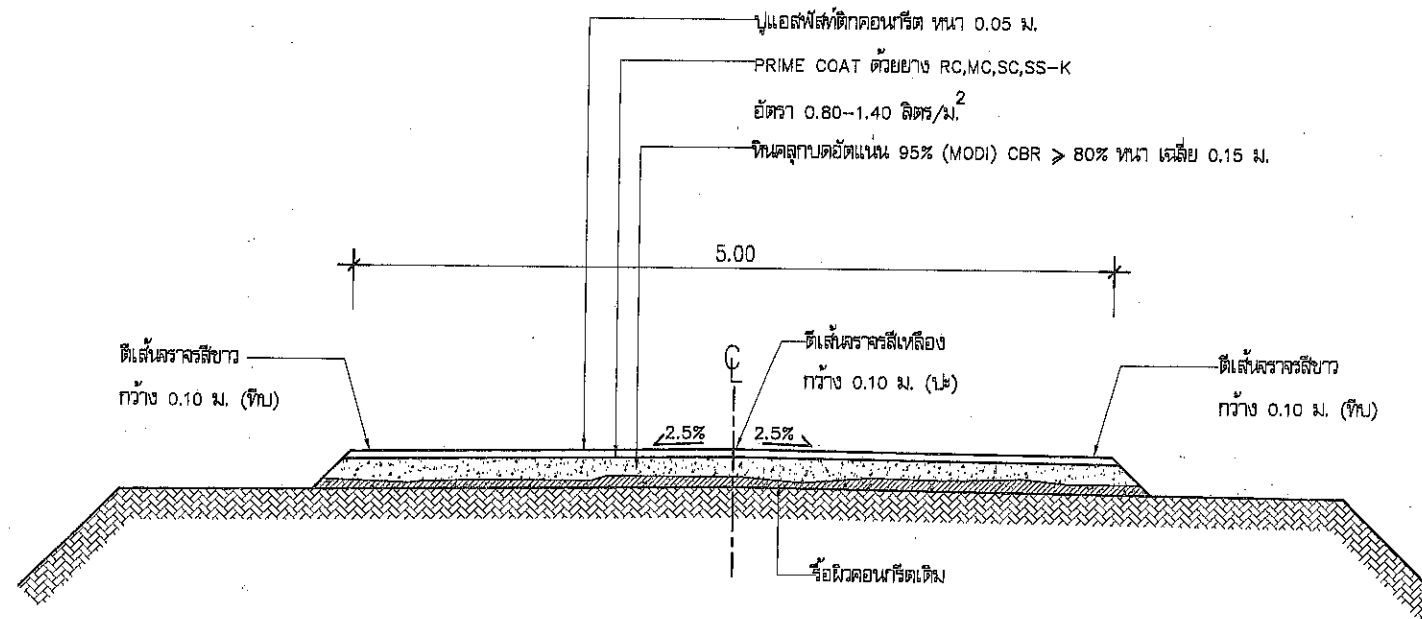 ปูแอสฟัสท์ติกคอนกรีต หนา 0.05 ม.
PRIME COAT ด้วยยาง RC,MC,SC,SS-K
อัตรา 0.80-1.40 ลิตร/ม.²
หินคลุกบดอัดแน่น 95% (MODI) CBR ⩾ 80% หนา เฉลี่ย 0.15 ม.
5.00
ตีเส้นจราจรสีขาว
กว้าง 0.10 ม. (ทึบ)
℄
ตีเส้นจราจรสีเหลือง
กว้าง 0.10 ม. (ปะ)
ตีเส้นจราจรสีขาว
กว้าง 0.10 ม. (ทึบ)
2.5% 2.5%
รื้อผิวคอนกรีตเดิม